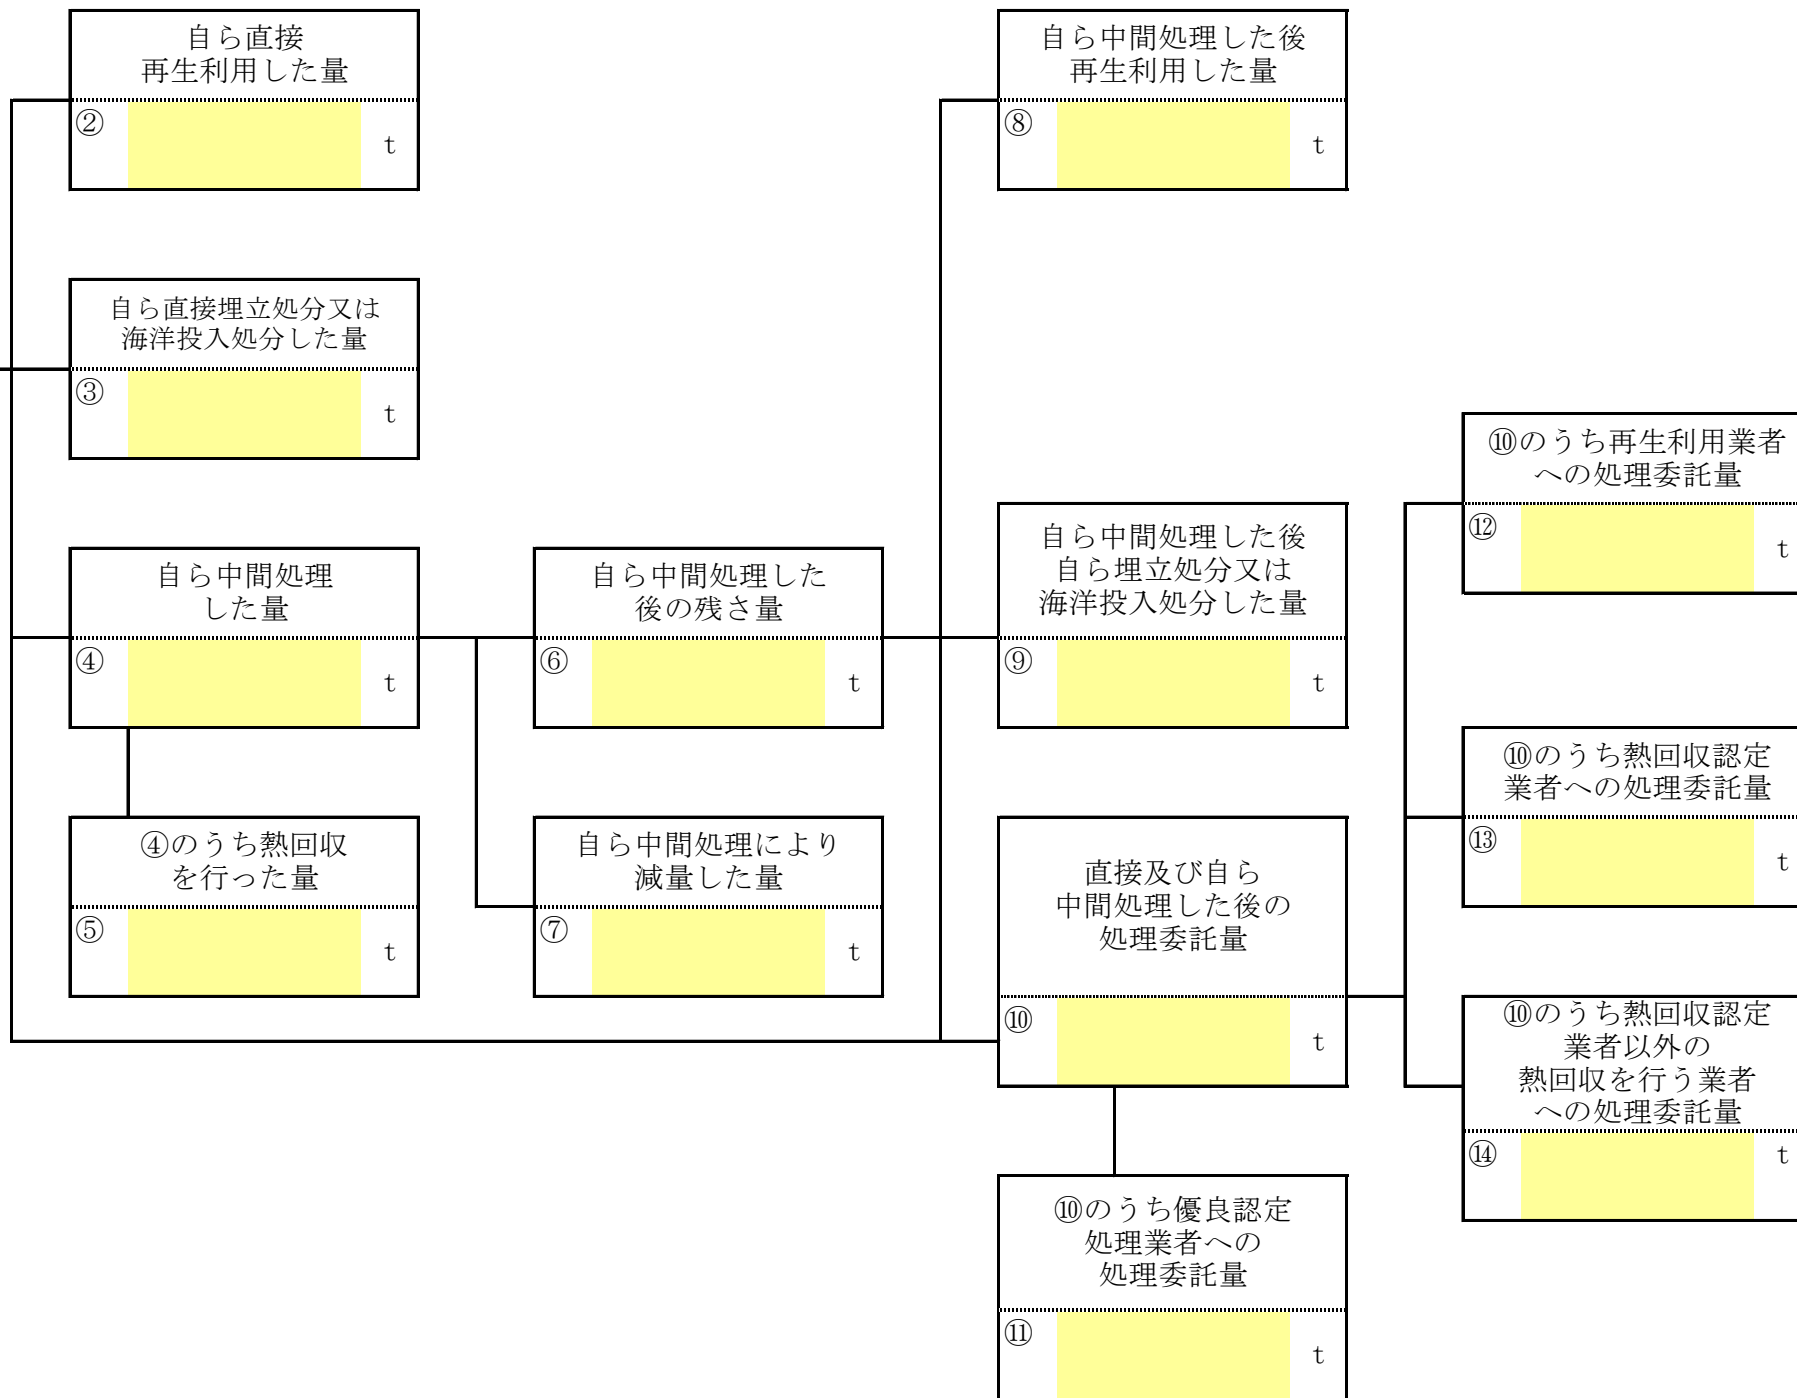 自ら直接
再生利用した量
②
t
自ら中間処理した後
再生利用した量
⑧
t
自ら直接埋立処分又は
海洋投入処分した量
③
t
⑩のうち再生利用業者
への処理委託量
⑫
t
自ら中間処理
した量
④
t
自ら中間処理した
後の残さ量
⑥
t
自ら中間処理した後
自ら埋立処分又は
海洋投入処分した量
⑨
t
⑩のうち熱回収認定
業者への処理委託量
⑬
t
④のうち熱回収
を行った量
⑤
t
自ら中間処理により
減量した量
⑦
t
直接及び自ら
中間処理した後の
処理委託量
⑩
t
⑩のうち熱回収認定
業者以外の
熱回収を行う業者
への処理委託量
⑭
t
⑩のうち優良認定
処理業者への
処理委託量
⑪
t